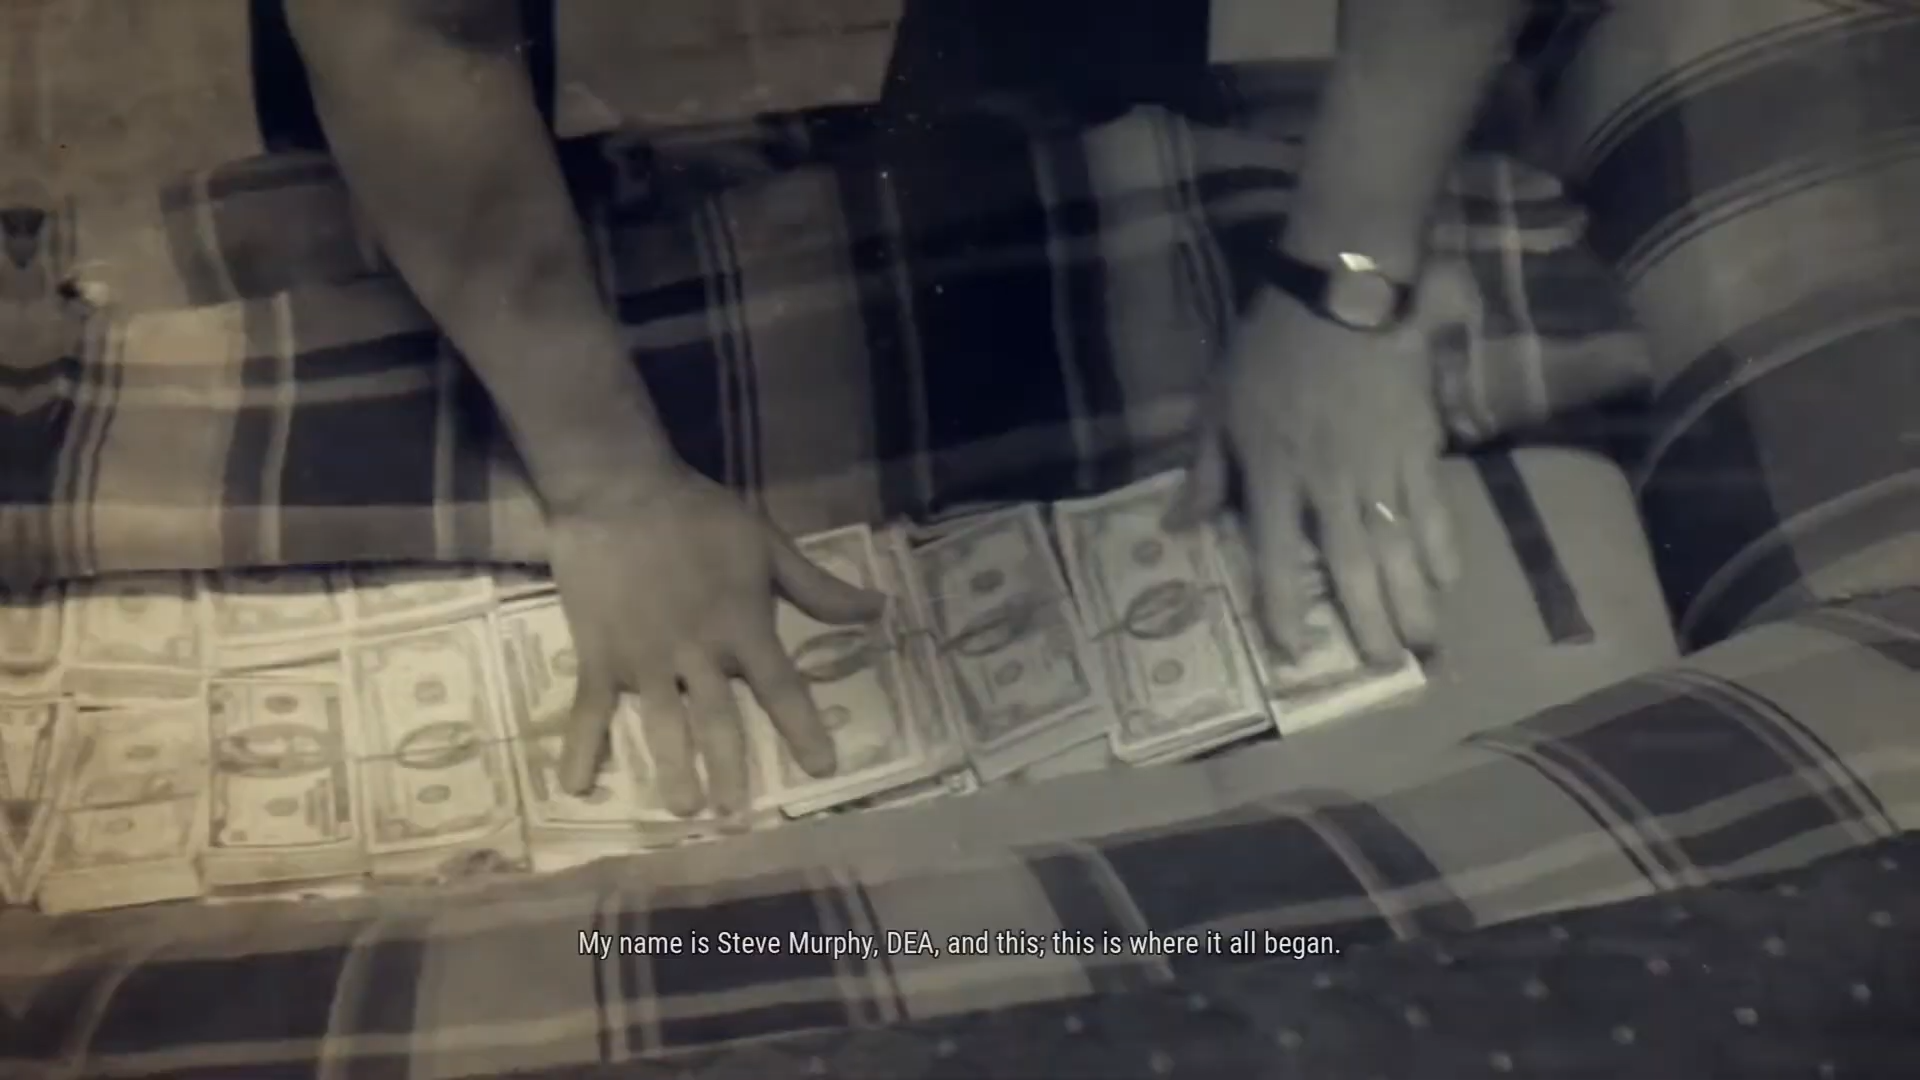 My name is Steve Murphy, DEA, and this; this is where it all began.